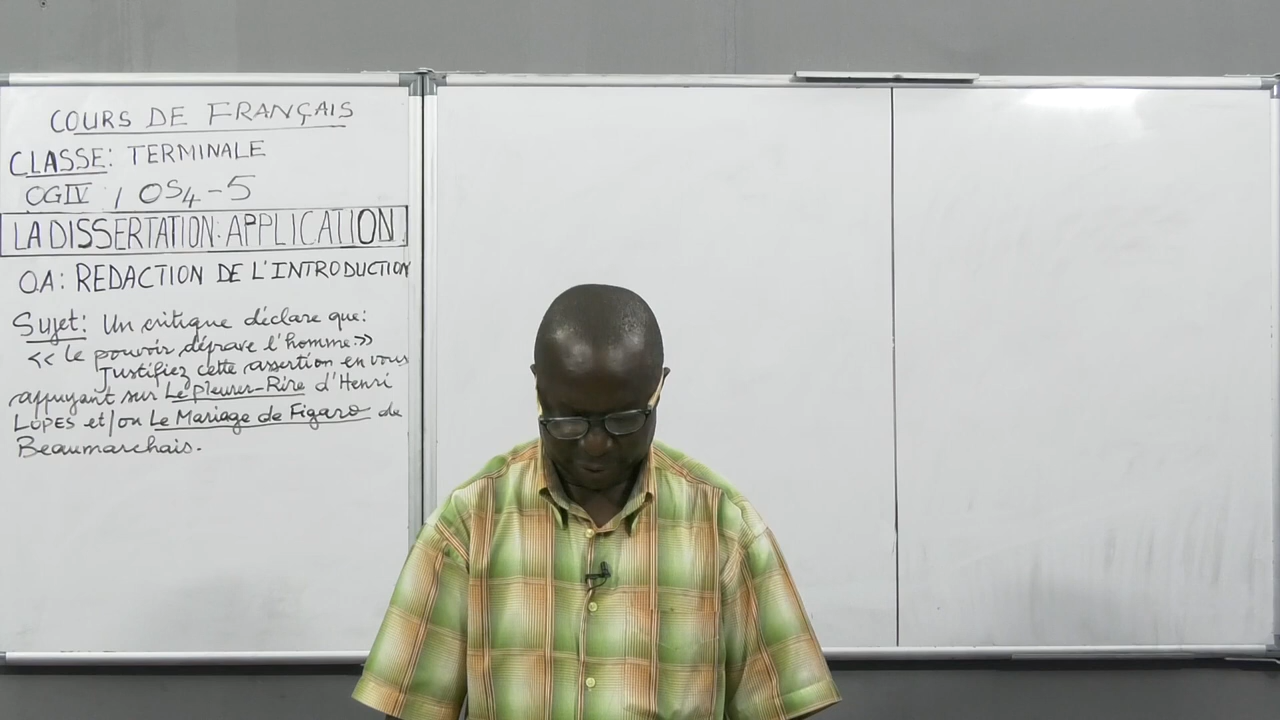 COURS DE FRANÇAIS
CLASSE: TERMINALE
OGIV / OS4-5
LA DISSERTATION: APPLICATION
OA: REDACTION DE L'INTRODUCTION
Sujet: Un critique déclare que:
<< Le pouvoir déprave l'homme.>>
Justifiez cette assertion en vous
appuyant sur Le pleurer-Rire d'Henri
LOPES et/ou Le Mariage de Figaro de
Beaumarchais.